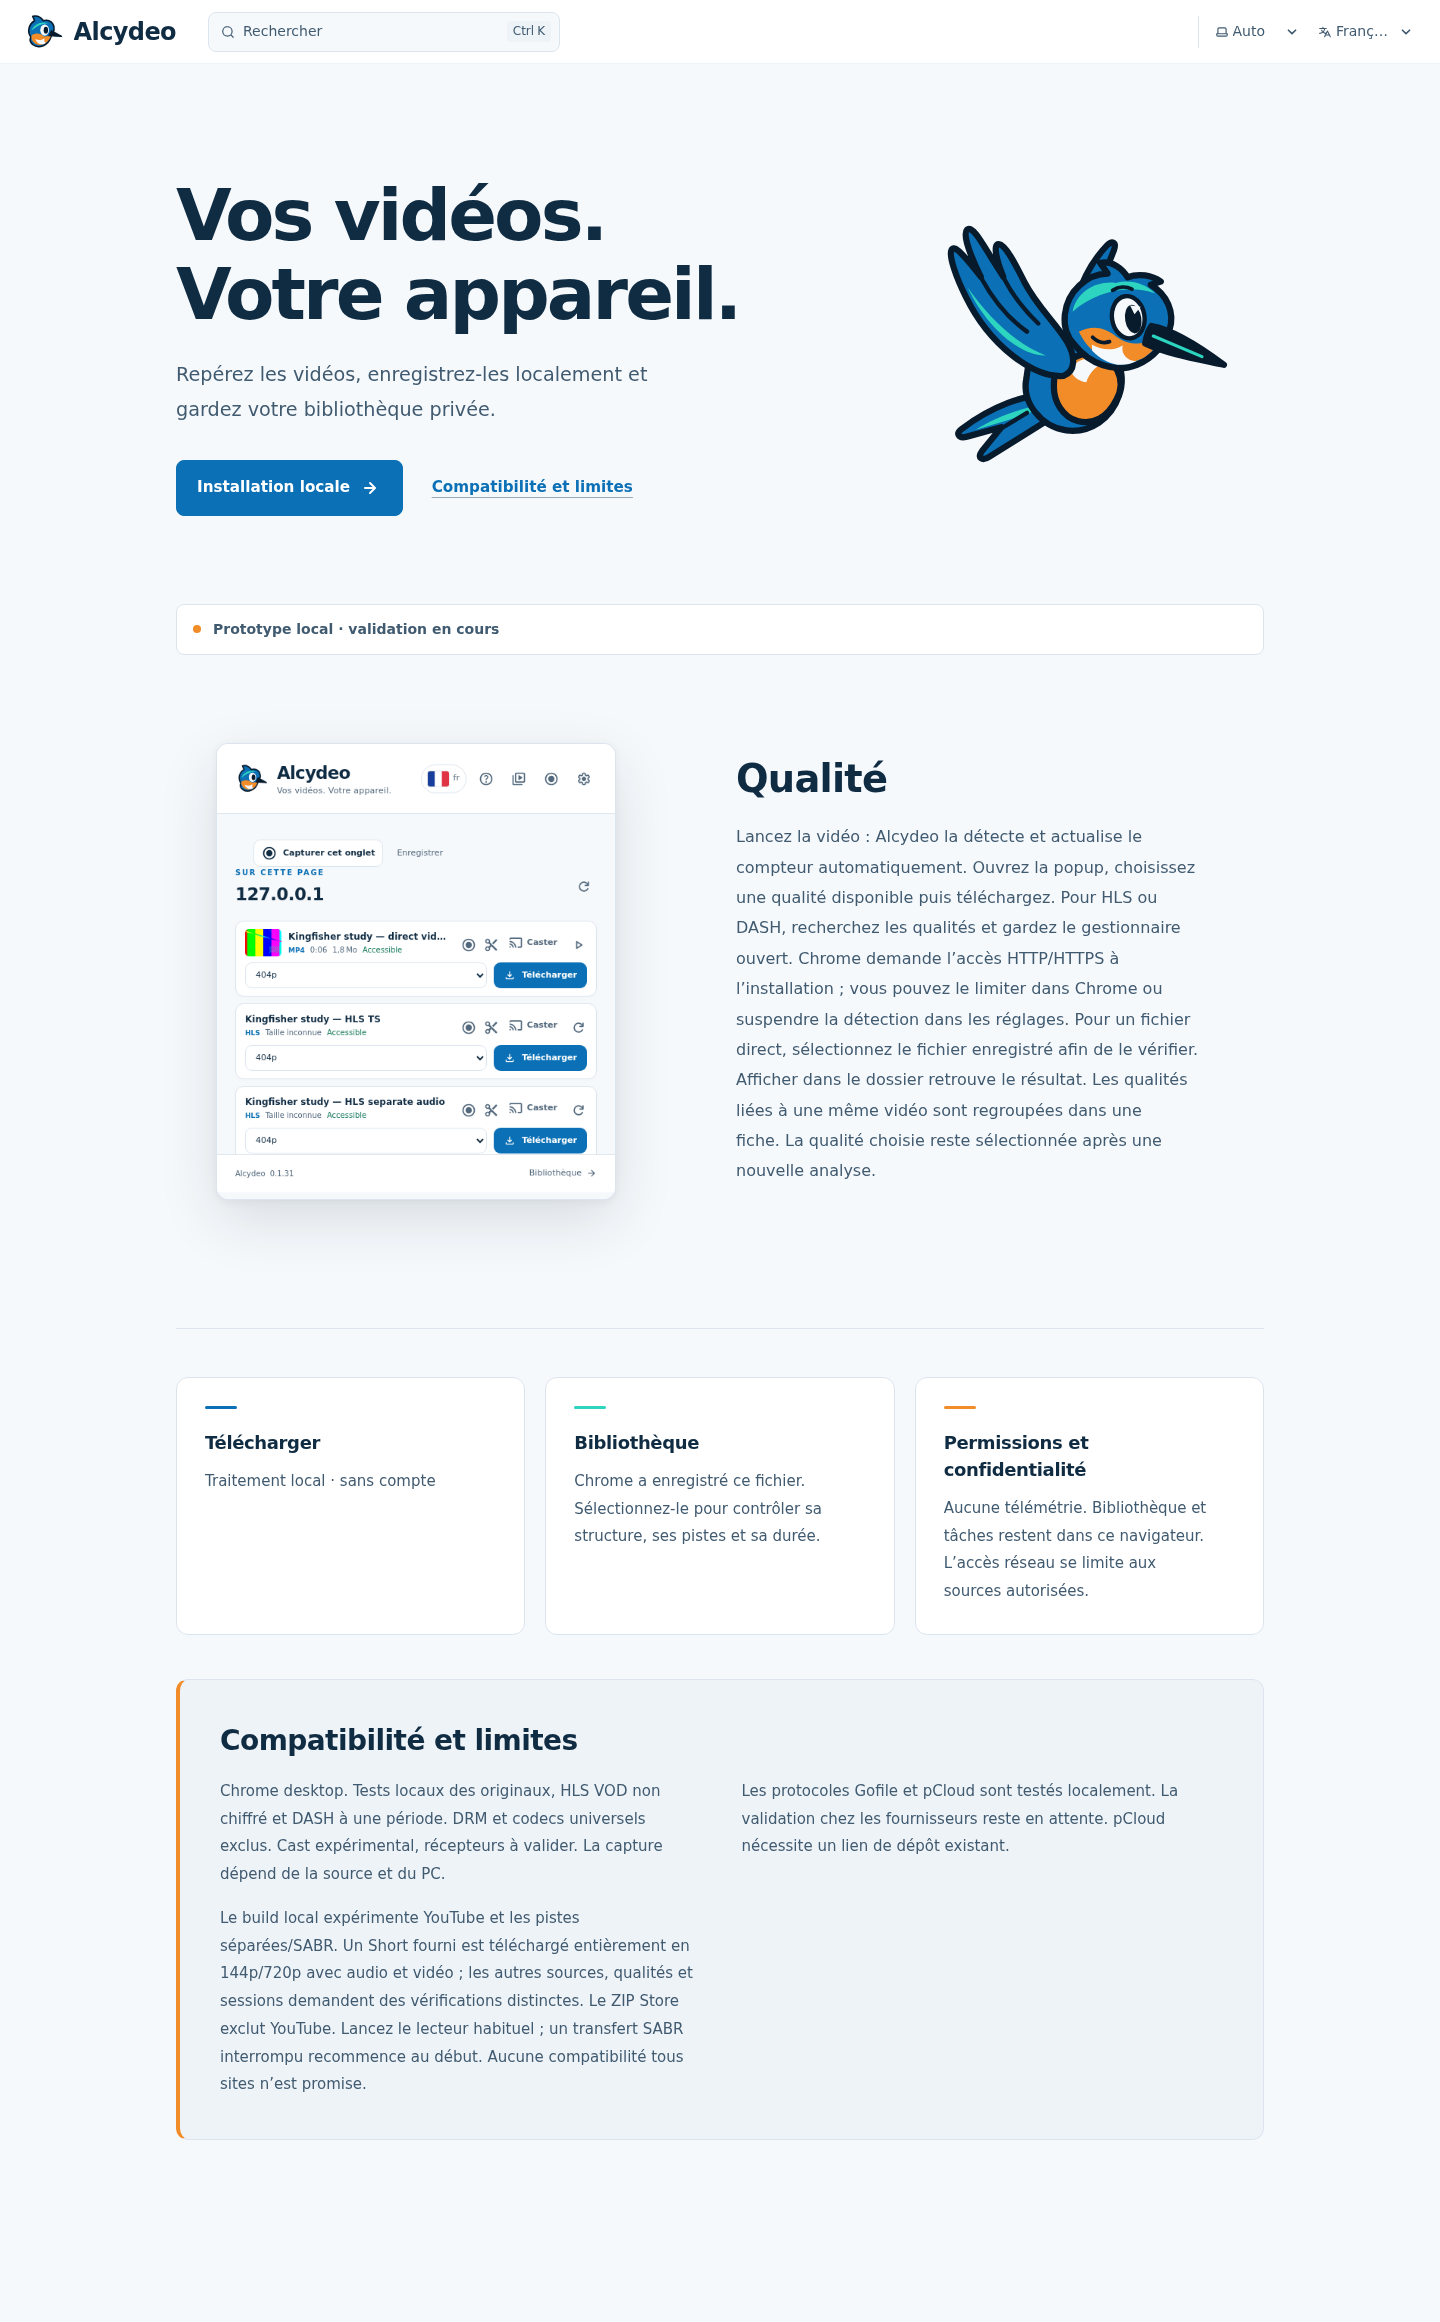 Alcydeo
Rechercher
Ctrl K
Auto
Franç…
Vos vidéos.
Votre appareil.
Repérez les vidéos, enregistrez-les localement et
gardez votre bibliothèque privée.
Installation locale
Compatibilité et limites
Prototype local · validation en cours
Alcydeo
Vos vidéos. Votre appareil.
fr
Capturer cet onglet
Enregistrer
SUR CETTE PAGE
127.0.0.1
Kingfisher study — direct vid…
MP4 0:06 1,8 Mo Accessible
Caster
404p
Télécharger
Kingfisher study — HLS TS
HLS Taille inconnue Accessible
Caster
404p
Télécharger
Kingfisher study — HLS separate audio
HLS Taille inconnue Accessible
Caster
404p
Télécharger
Alcydeo 0.1.31
Bibliothèque
Qualité
Lancez la vidéo : Alcydeo la détecte et actualise le
compteur automatiquement. Ouvrez la popup, choisissez
une qualité disponible puis téléchargez. Pour HLS ou
DASH, recherchez les qualités et gardez le gestionnaire
ouvert. Chrome demande l’accès HTTP/HTTPS à
l’installation ; vous pouvez le limiter dans Chrome ou
suspendre la détection dans les réglages. Pour un fichier
direct, sélectionnez le fichier enregistré afin de le vérifier.
Afficher dans le dossier retrouve le résultat. Les qualités
liées à une même vidéo sont regroupées dans une
fiche. La qualité choisie reste sélectionnée après une
nouvelle analyse.
Télécharger
Traitement local · sans compte
Bibliothèque
Chrome a enregistré ce fichier.
Sélectionnez-le pour contrôler sa
structure, ses pistes et sa durée.
Permissions et
confidentialité
Aucune télémétrie. Bibliothèque et
tâches restent dans ce navigateur.
L’accès réseau se limite aux
sources autorisées.
Compatibilité et limites
Chrome desktop. Tests locaux des originaux, HLS VOD non
chiffré et DASH à une période. DRM et codecs universels
exclus. Cast expérimental, récepteurs à valider. La capture
dépend de la source et du PC.
Le build local expérimente YouTube et les pistes
séparées/SABR. Un Short fourni est téléchargé entièrement en
144p/720p avec audio et vidéo ; les autres sources, qualités et
sessions demandent des vérifications distinctes. Le ZIP Store
exclut YouTube. Lancez le lecteur habituel ; un transfert SABR
interrompu recommence au début. Aucune compatibilité tous
sites n’est promise.
Les protocoles Gofile et pCloud sont testés localement. La
validation chez les fournisseurs reste en attente. pCloud
nécessite un lien de dépôt existant.